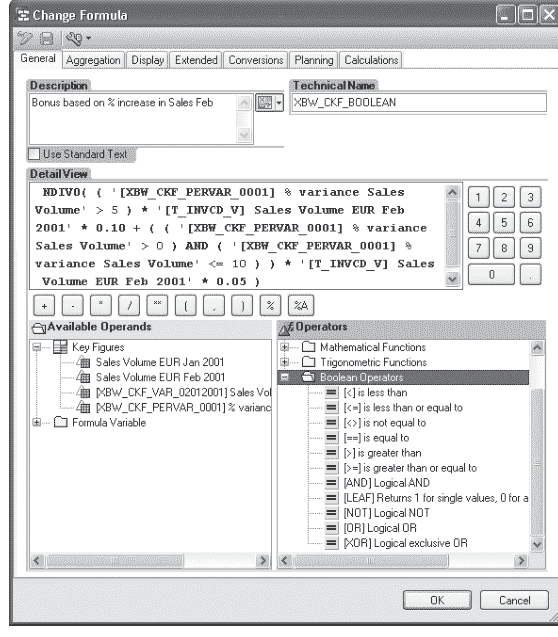 Change Formula
General Aggregation Display Extended Conversions Planning Calculations
Description
Technical Name
Bonus based on % increase in Sales Feb
XBW_CKF_BOOLEAN
Use Standard Text
Detail View
NDIV0( ( '[XBW_CKF_PERVAR_0001] % variance Sales
Volume' > 5 ) * '[T_INVCD_V] Sales Volume EUR Feb
2001' * 0.10 + ( ( '[XBW_CKF_PERVAR_0001] % variance
Sales Volume' > 0 ) AND ( '[XBW_CKF_PERVAR_0001] %
variance Sales Volume' <= 10 ) ) * '[T_INVCD_V] Sales
Volume EUR Feb 2001' * 0.05 )
1 2 3
4 5 6
7 8 9
0 .
+ - * / ** ( , ) % %A
Available Operands
Key Figures
Sales Volume EUR Jan 2001
Sales Volume EUR Feb 2001
[XBW_CKF_VAR_02012001] Sales Vol
[XBW_CKF_PERVAR_0001] % varianc
Formula Variable
Operators
Mathematical Functions
Trigonometric Functions
Boolean Operators
[<] is less than
[<=] is less than or equal to
[<>] is not equal to
[==] is equal to
[>] is greater than
[>=] is greater than or equal to
[AND] Logical AND
[LEAF] Returns 1 for single values, 0 for a
[NOT] Logical NOT
[OR] Logical OR
[XOR] Logical exclusive OR
OK Cancel